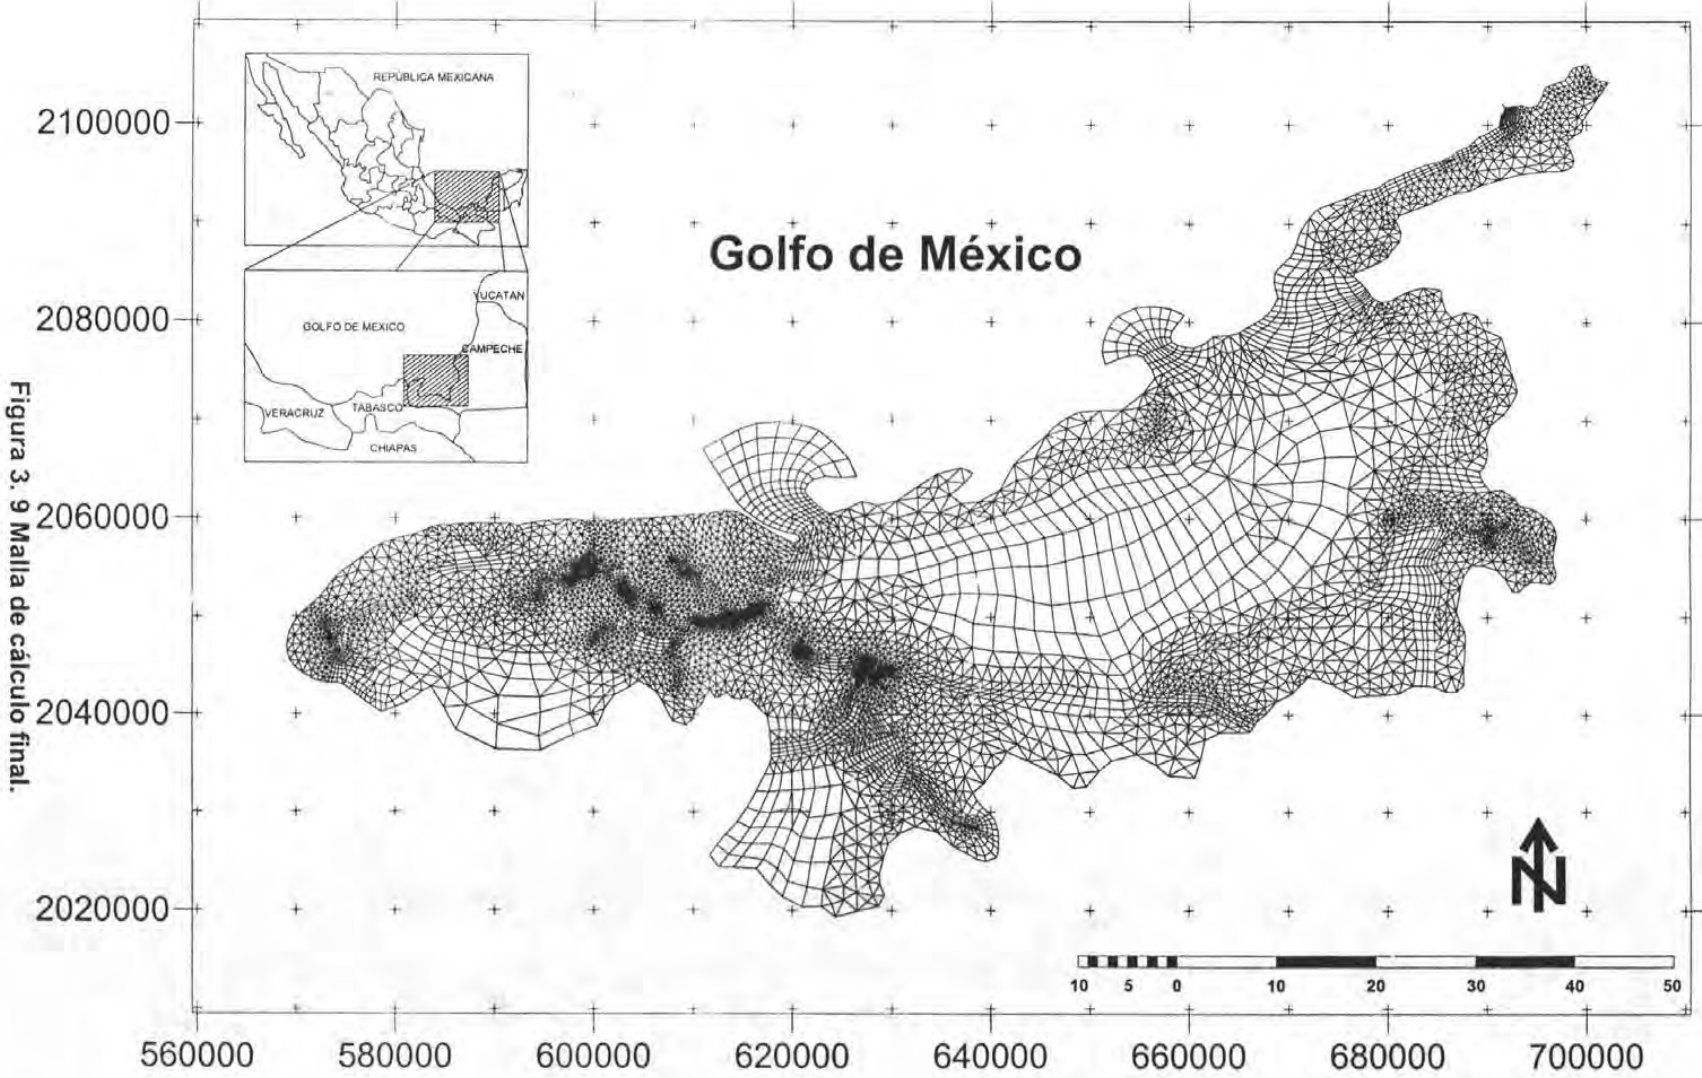 REPÚBLICA MEXICANA
YUCATAN
GOLFO DE MEXICO
CAMPECHE
VERACRUZ
TABASCO
CHIAPAS
Golfo de México
2100000
2080000
2060000
2040000
2020000
560000 580000 600000 620000 640000 660000 680000 700000
N
10 5 0 10 20 30 40 50
Figura 3. 9 Malla de cálculo final.